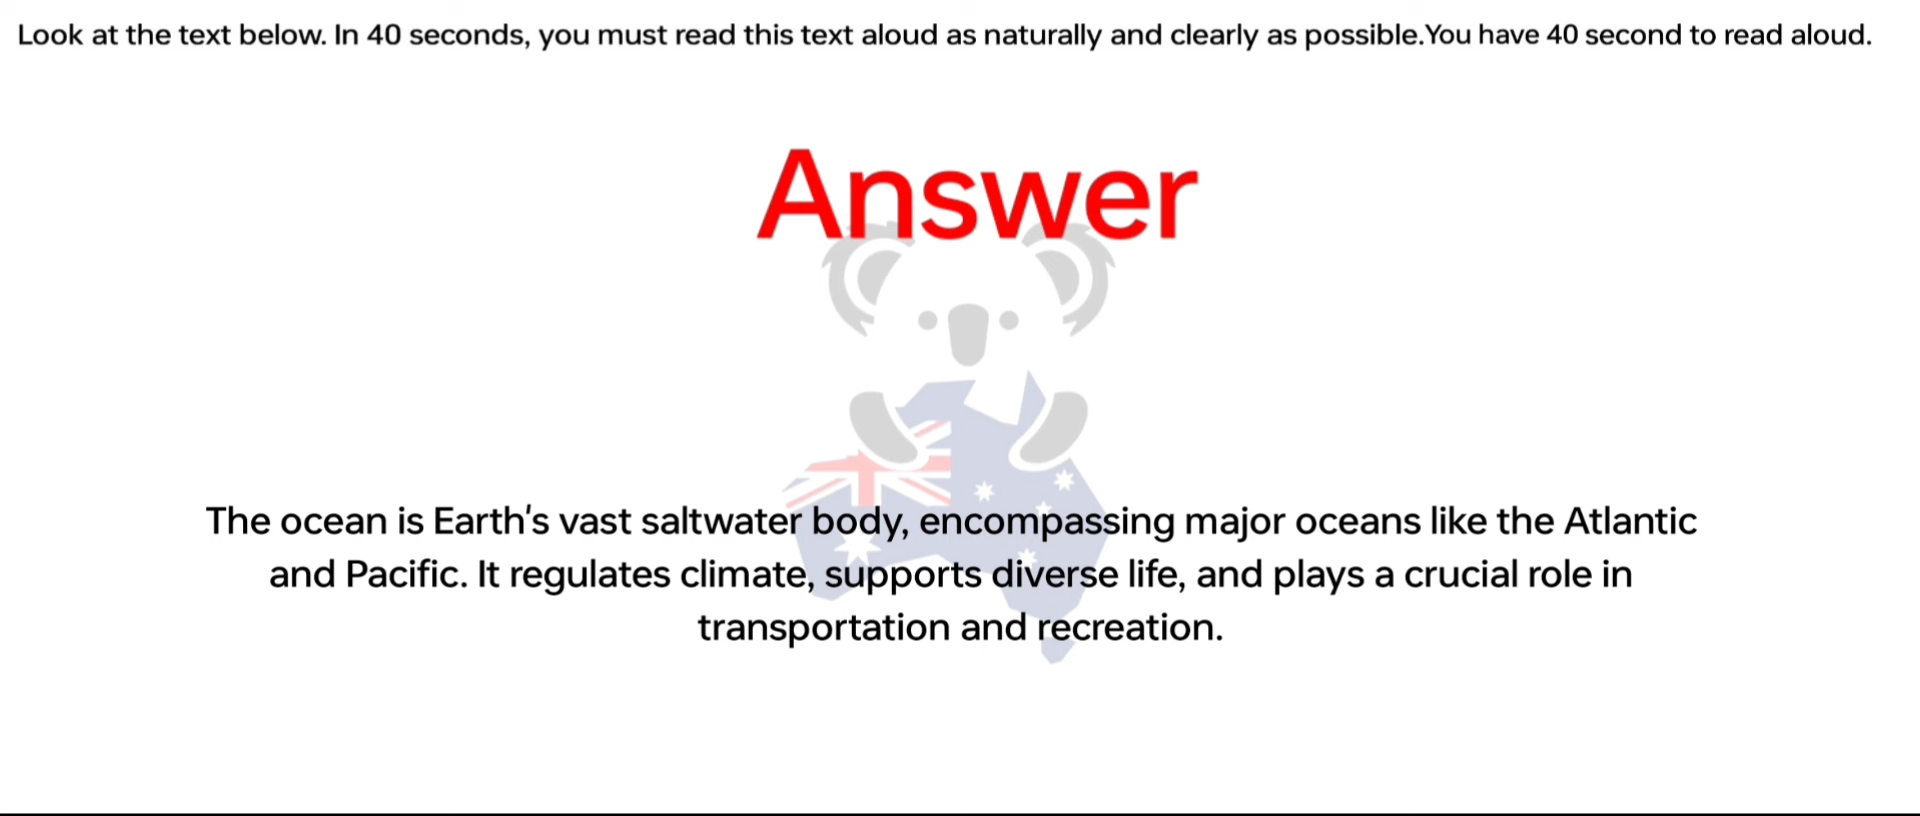 Look at the text below. In 40 seconds, you must read this text aloud as naturally and clearly as possible.You have 40 second to read aloud.
Answer
The ocean is Earth's vast saltwater body, encompassing major oceans like the Atlantic
and Pacific. It regulates climate, supports diverse life, and plays a crucial role in
transportation and recreation.